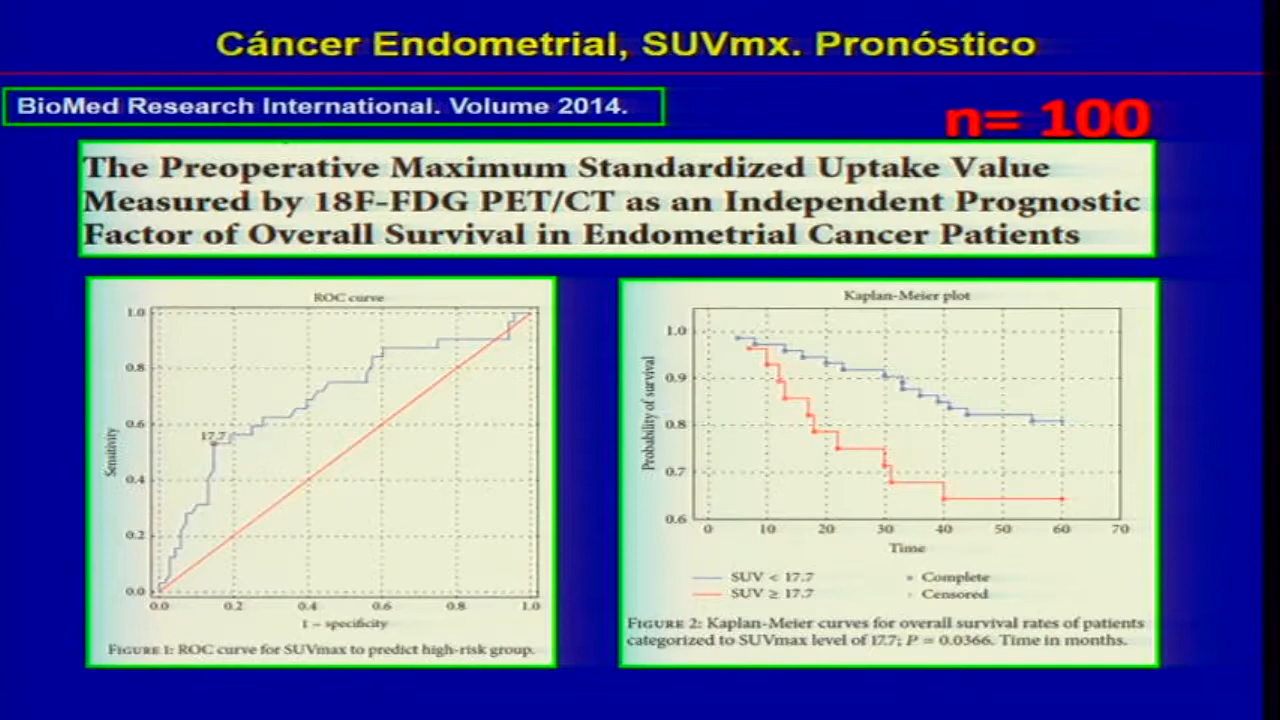 Cáncer Endometrial, SUVmx. Pronóstico
BioMed Research International. Volume 2014.
n= 100
The Preoperative Maximum Standardized Uptake Value
Measured by 18F-FDG PET/CT as an Independent Prognostic
Factor of Overall Survival in Endometrial Cancer Patients
ROC curve
1.0
0.8
0.6
0.4
0.2
0.0
Sensitivity
17.7
0.0 0.2 0.4 0.6 0.8 1.0
1 − specificity
FIGURE 1: ROC curve for SUVmax to predict high-risk group.
Kaplan-Meier plot
1.0
0.9
0.8
0.7
0.6
Probability of survival
0 10 20 30 40 50 60 70
Time
SUV < 17.7
SUV ≥ 17.7
Complete
Censored
FIGURE 2: Kaplan-Meier curves for overall survival rates of patients
categorized to SUVmax level of 17.7; P = 0.0366. Time in months.